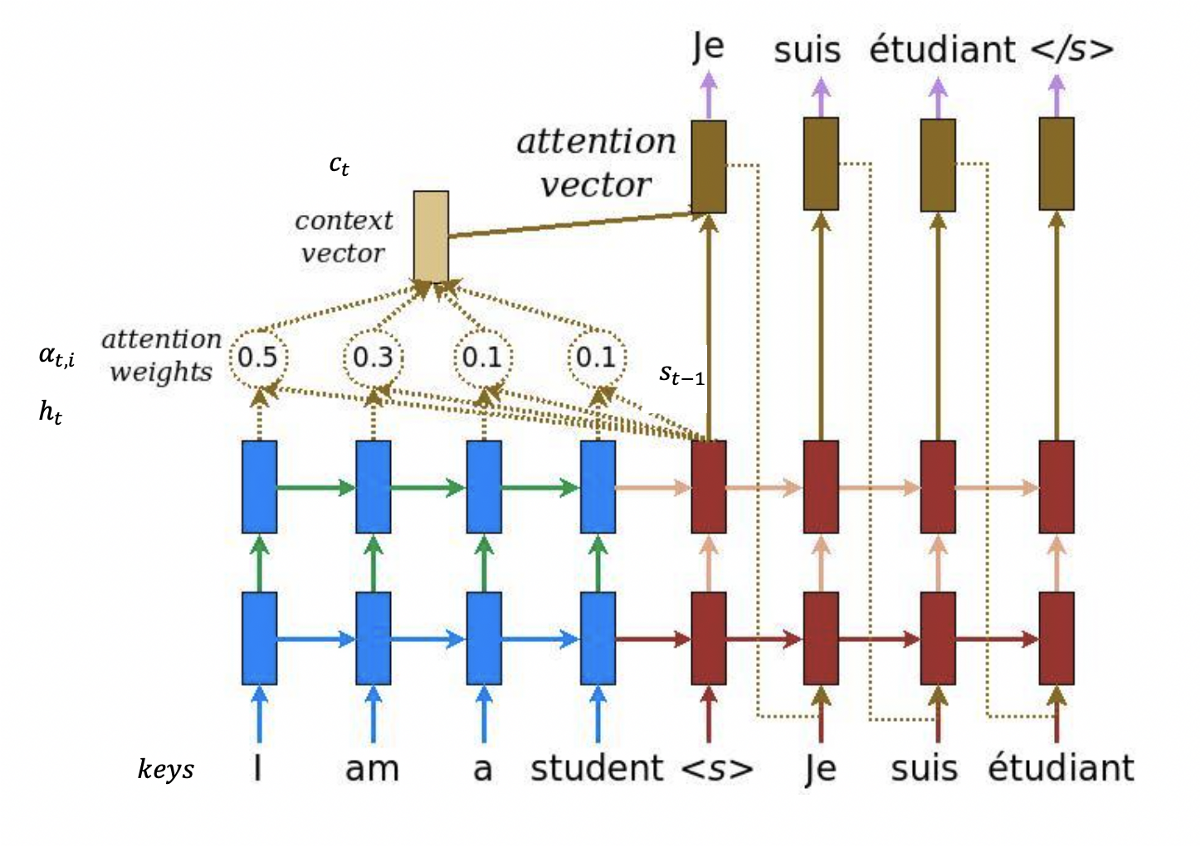 Je suis étudiant </s>
attention
vector
c_t
context
vector
attention
weights
α_{t,i}
0.5 0.3 0.1 0.1
s_{t−1}
h_t
keys I am a student <s> Je suis étudiant